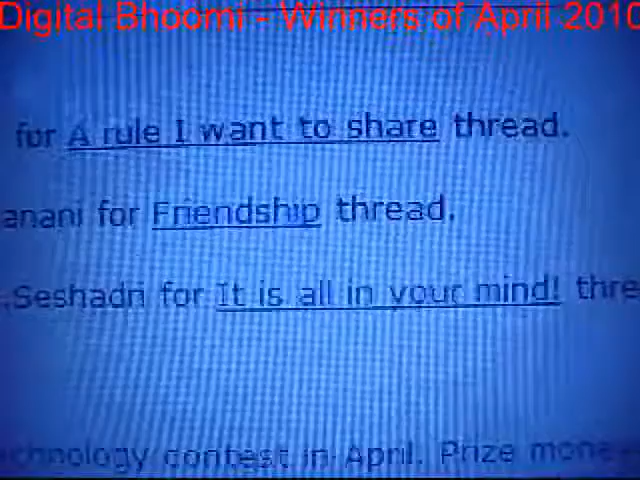 Digital Bhoomi - Winners of April 2010
for A rule I want to share thread.
anani for Friendship thread.
.Seshadri for It is all in your mind! thre
chnology contest in April. Prize mone